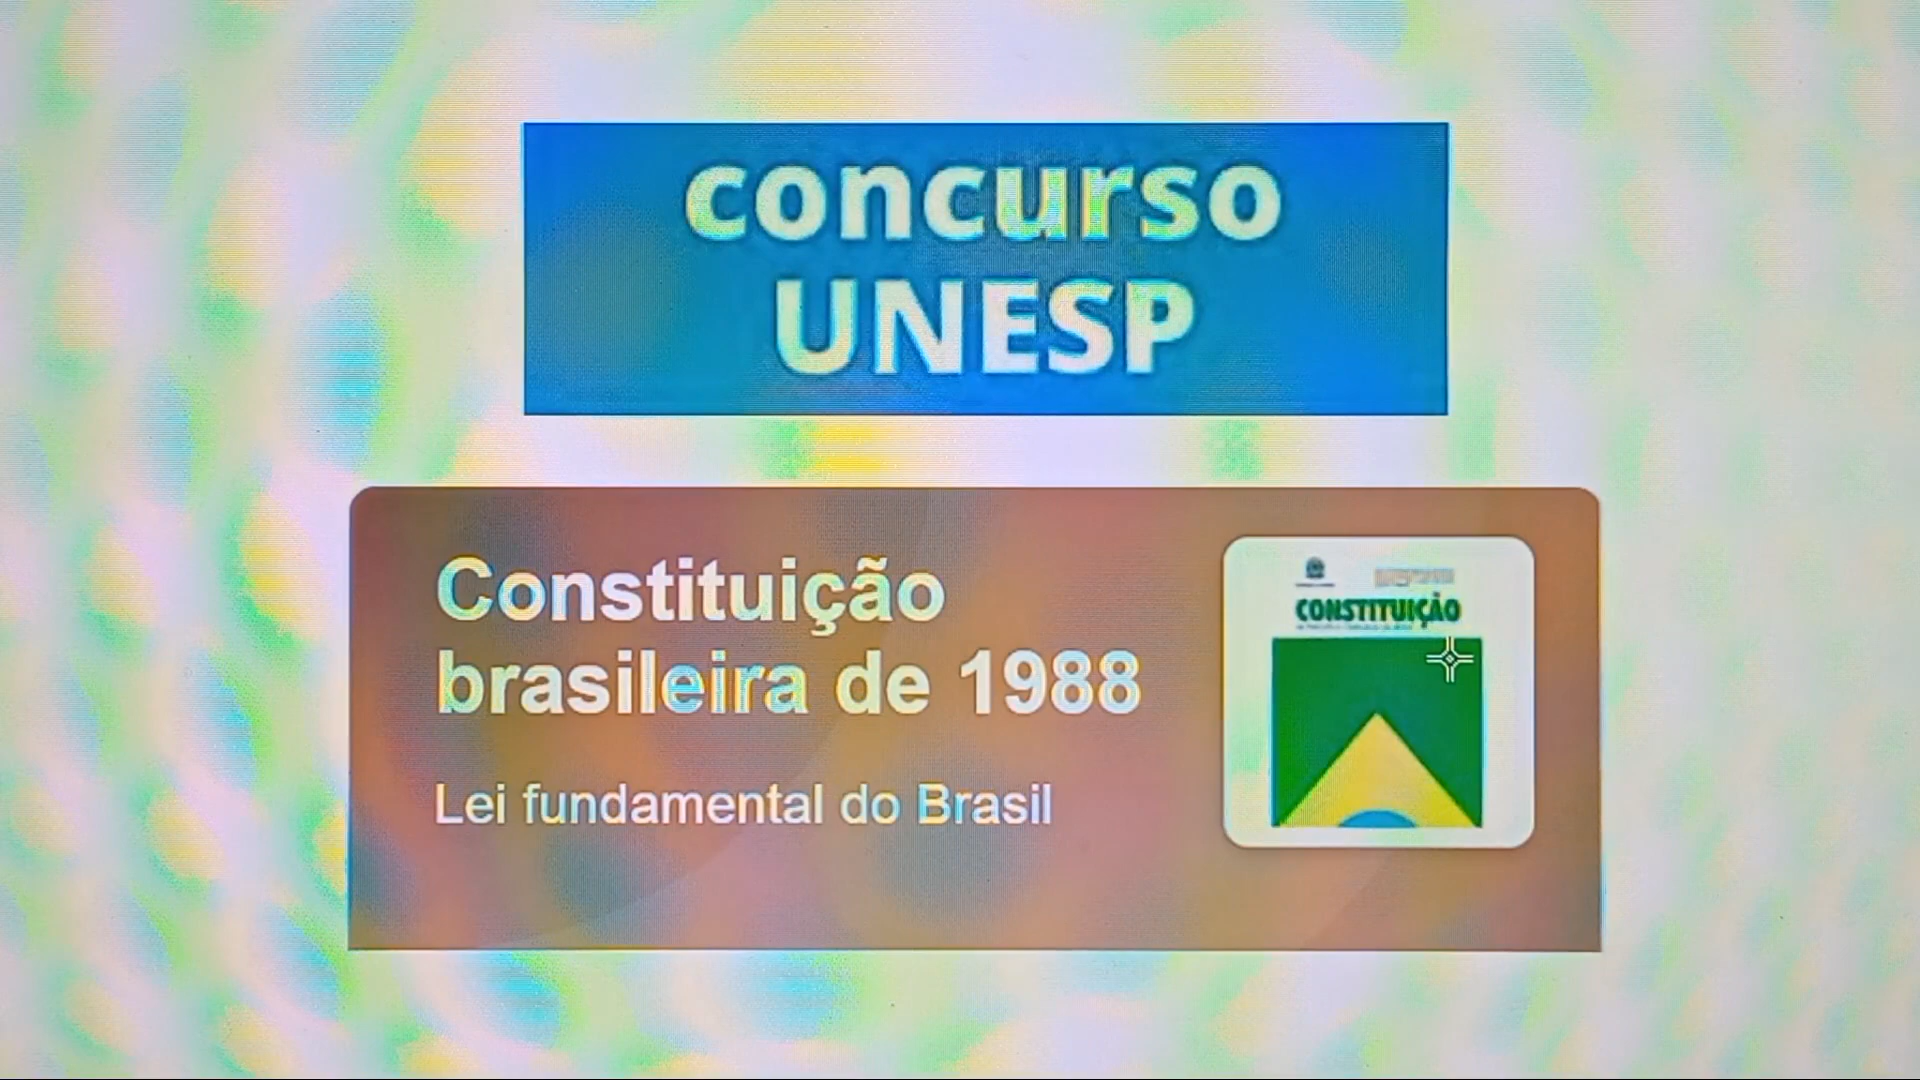 concurso
UNESP
Constituição
brasileira de 1988
Lei fundamental do Brasil
CONSTITUIÇÃO